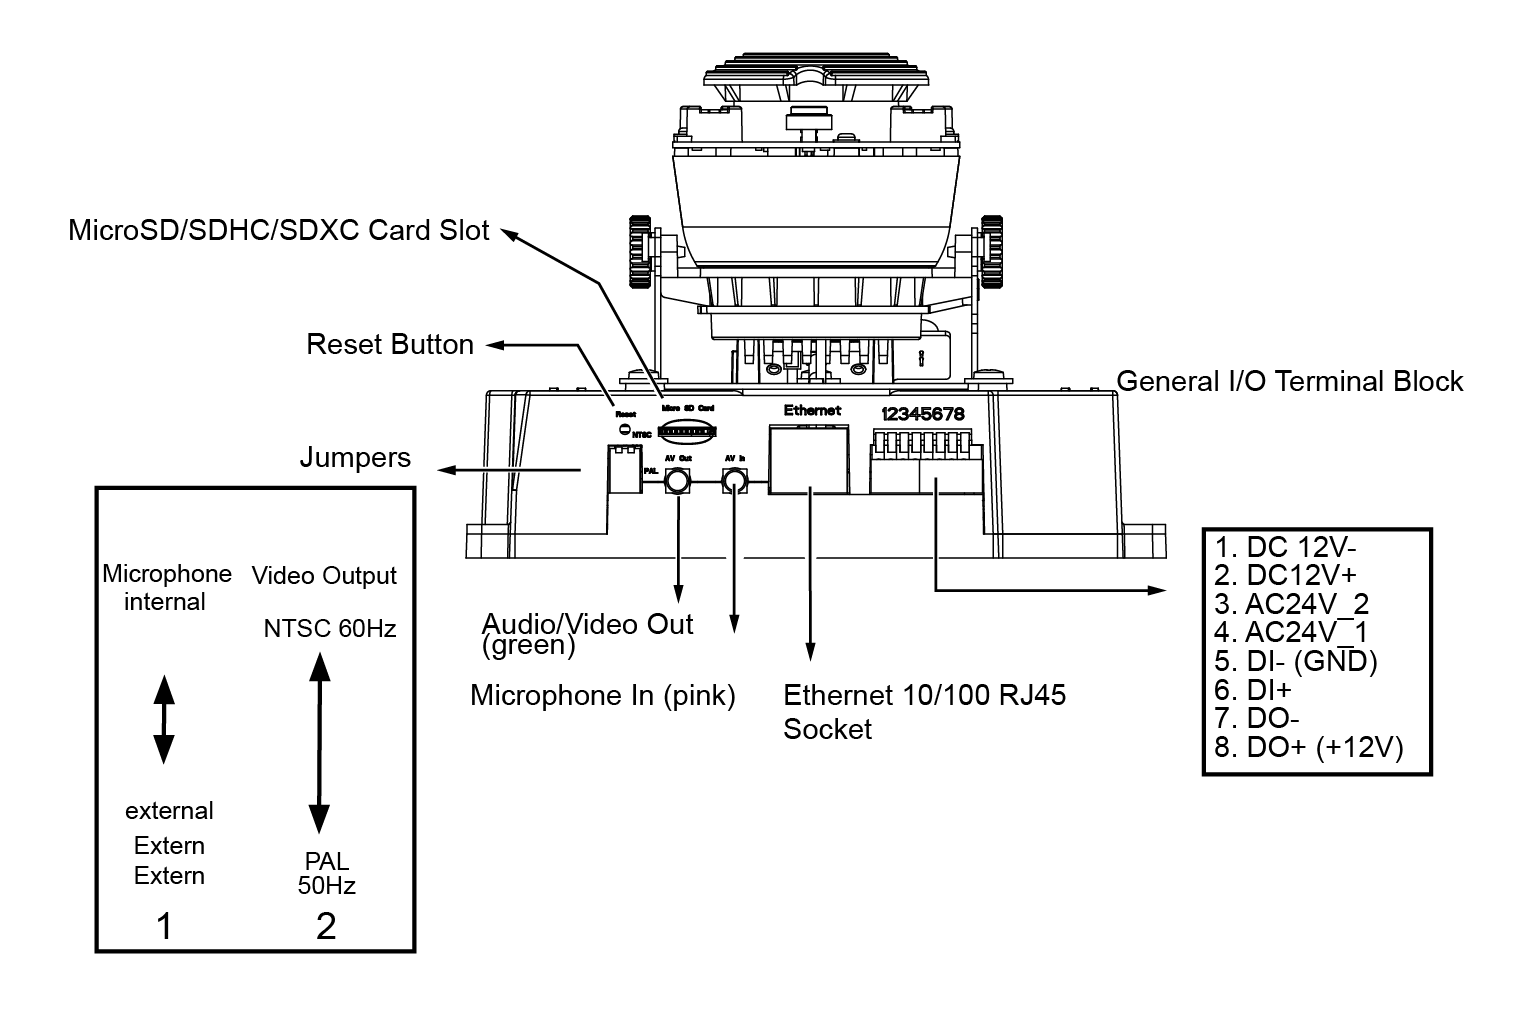 MicroSD/SDHC/SDXC Card Slot
Reset Button
General I/O Terminal Block
Reset
Micro SD Card
Ethernet
12345678
NTSC
Jumpers
PAL
AV Out
AV In
Microphone
internal
Video Output
NTSC 60Hz
external
Extern
Extern
PAL
50Hz
1
2
Audio/Video Out
(green)
Microphone In (pink)
Ethernet 10/100 RJ45
Socket
1. DC 12V-
2. DC12V+
3. AC24V_2
4. AC24V_1
5. DI- (GND)
6. DI+
7. DO-
8. DO+ (+12V)